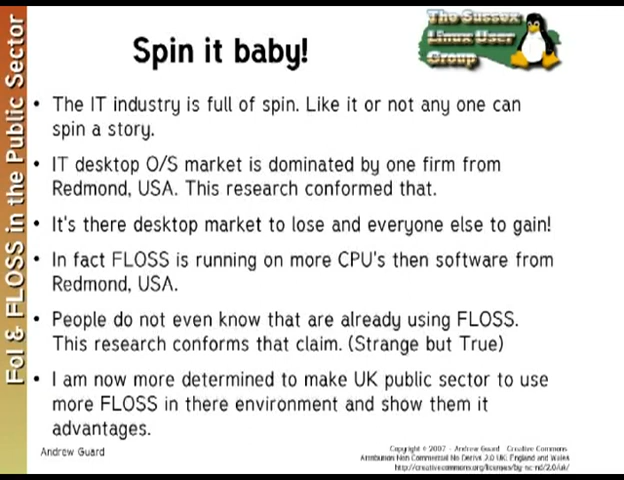 Spin it baby!
The Sussex
Linux User
Group
FoI & FLOSS in the Public Sector
• The IT industry is full of spin. Like it or not any one can
spin a story.
• IT desktop O/S market is dominated by one firm from
Redmond, USA. This research conformed that.
• It's there desktop market to lose and everyone else to gain!
• In fact FLOSS is running on more CPU's then software from
Redmond, USA.
• People do not even know that are already using FLOSS.
This research conforms that claim. (Strange but True)
• I am now more determined to make UK public sector to use
more FLOSS in there environment and show them it
advantages.
Andrew Guard
Copyright © 2007 - Andrew Guard Creative Commons
Attribution Non Commercial No Derivs 2.0 UK: England and Wales
http://creativecommons.org/licenses/by-nc-nd/2.0/uk/